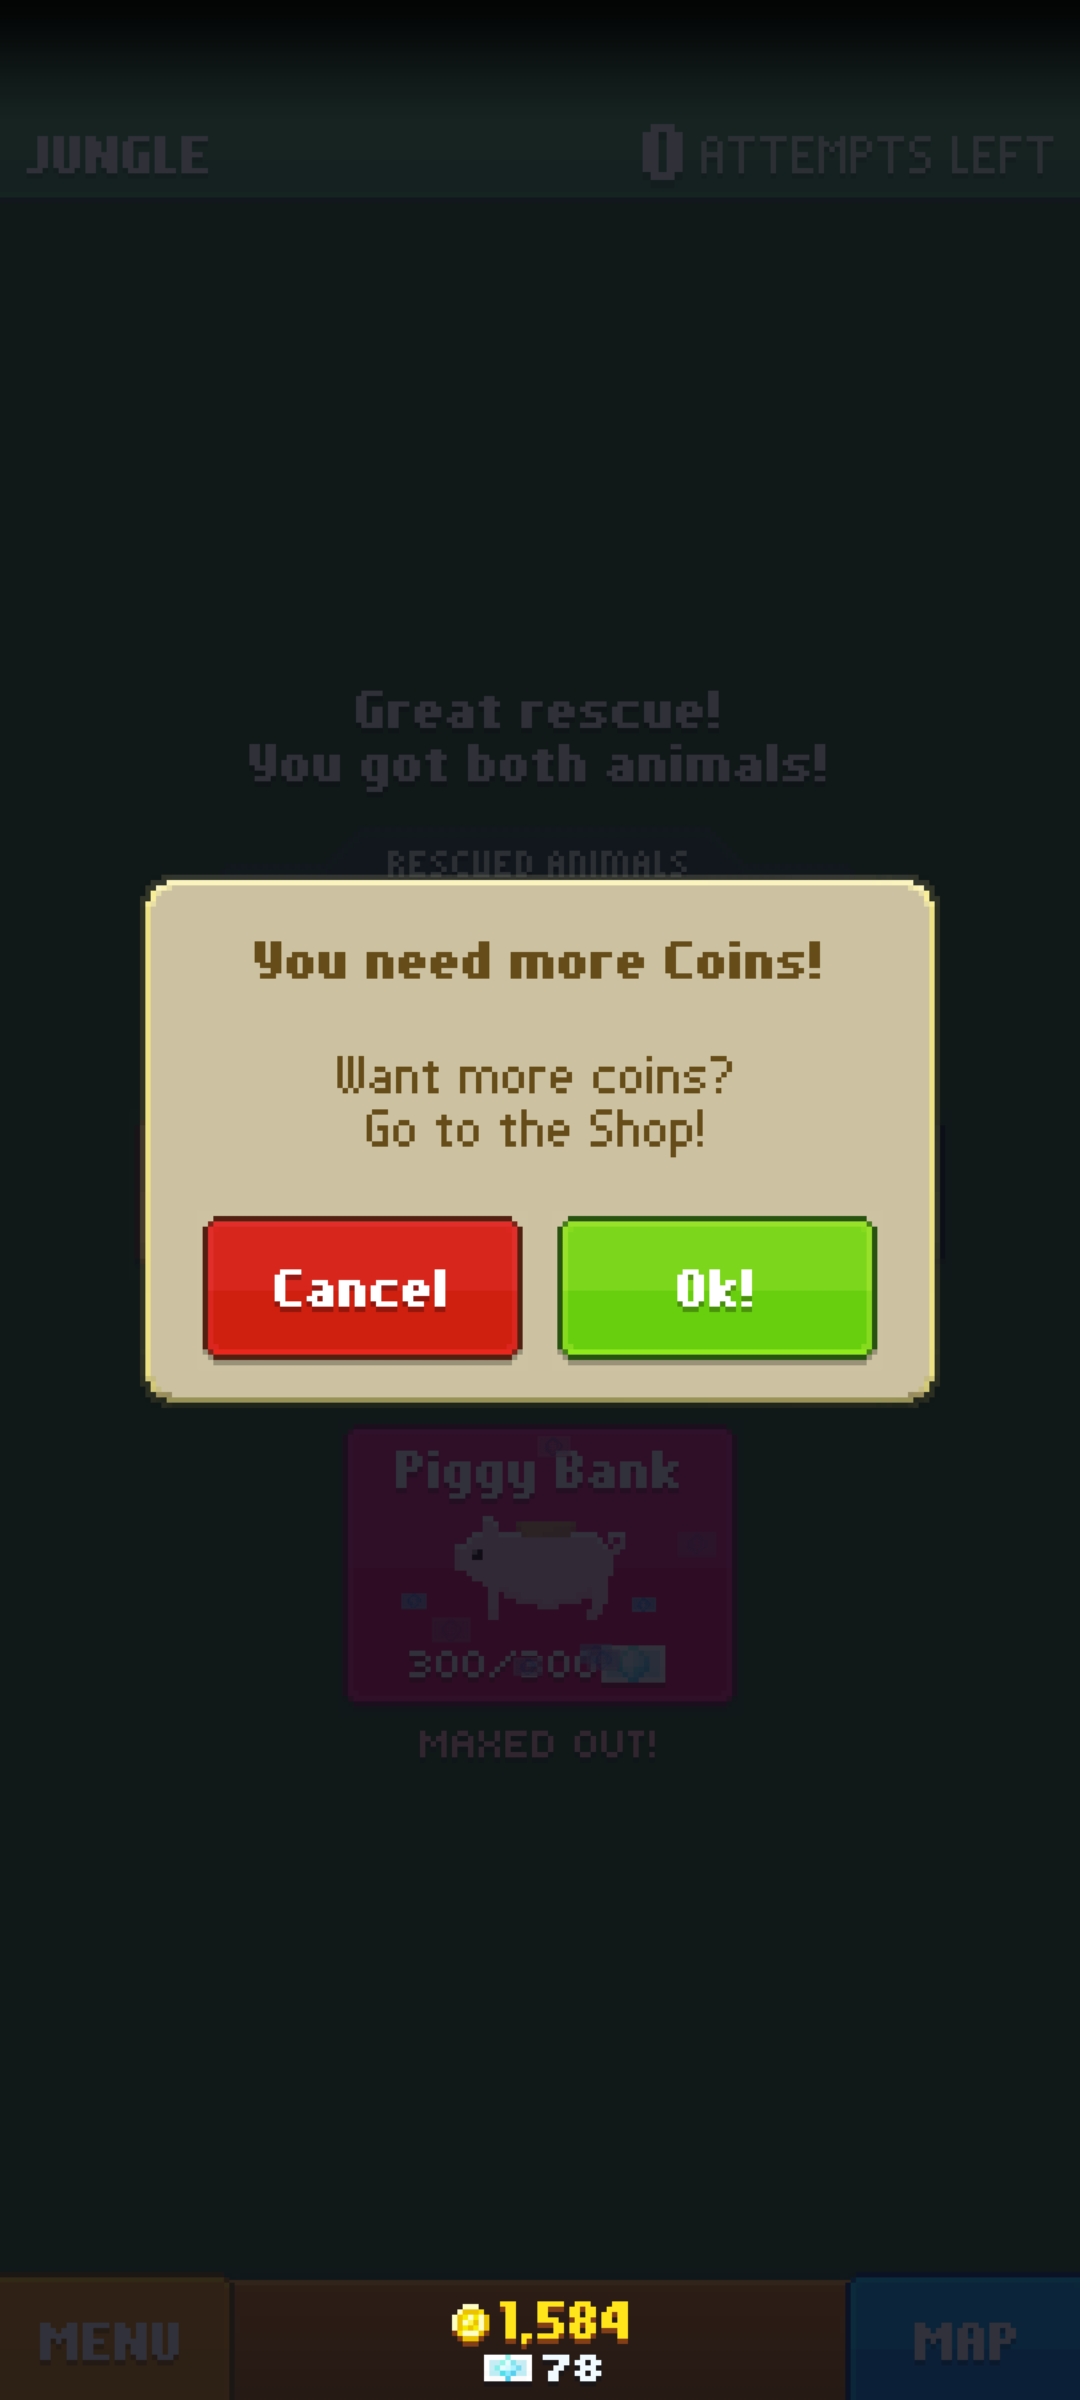 JUNGLE
0 ATTEMPTS LEFT
Great rescue!
You got both animals!
RESCUED ANIMALS
You need more Coins!
Want more coins?
Go to the Shop!
Cancel
Ok!
Piggy Bank
300/300
MAXED OUT!
MENU
1,584
78
MAP